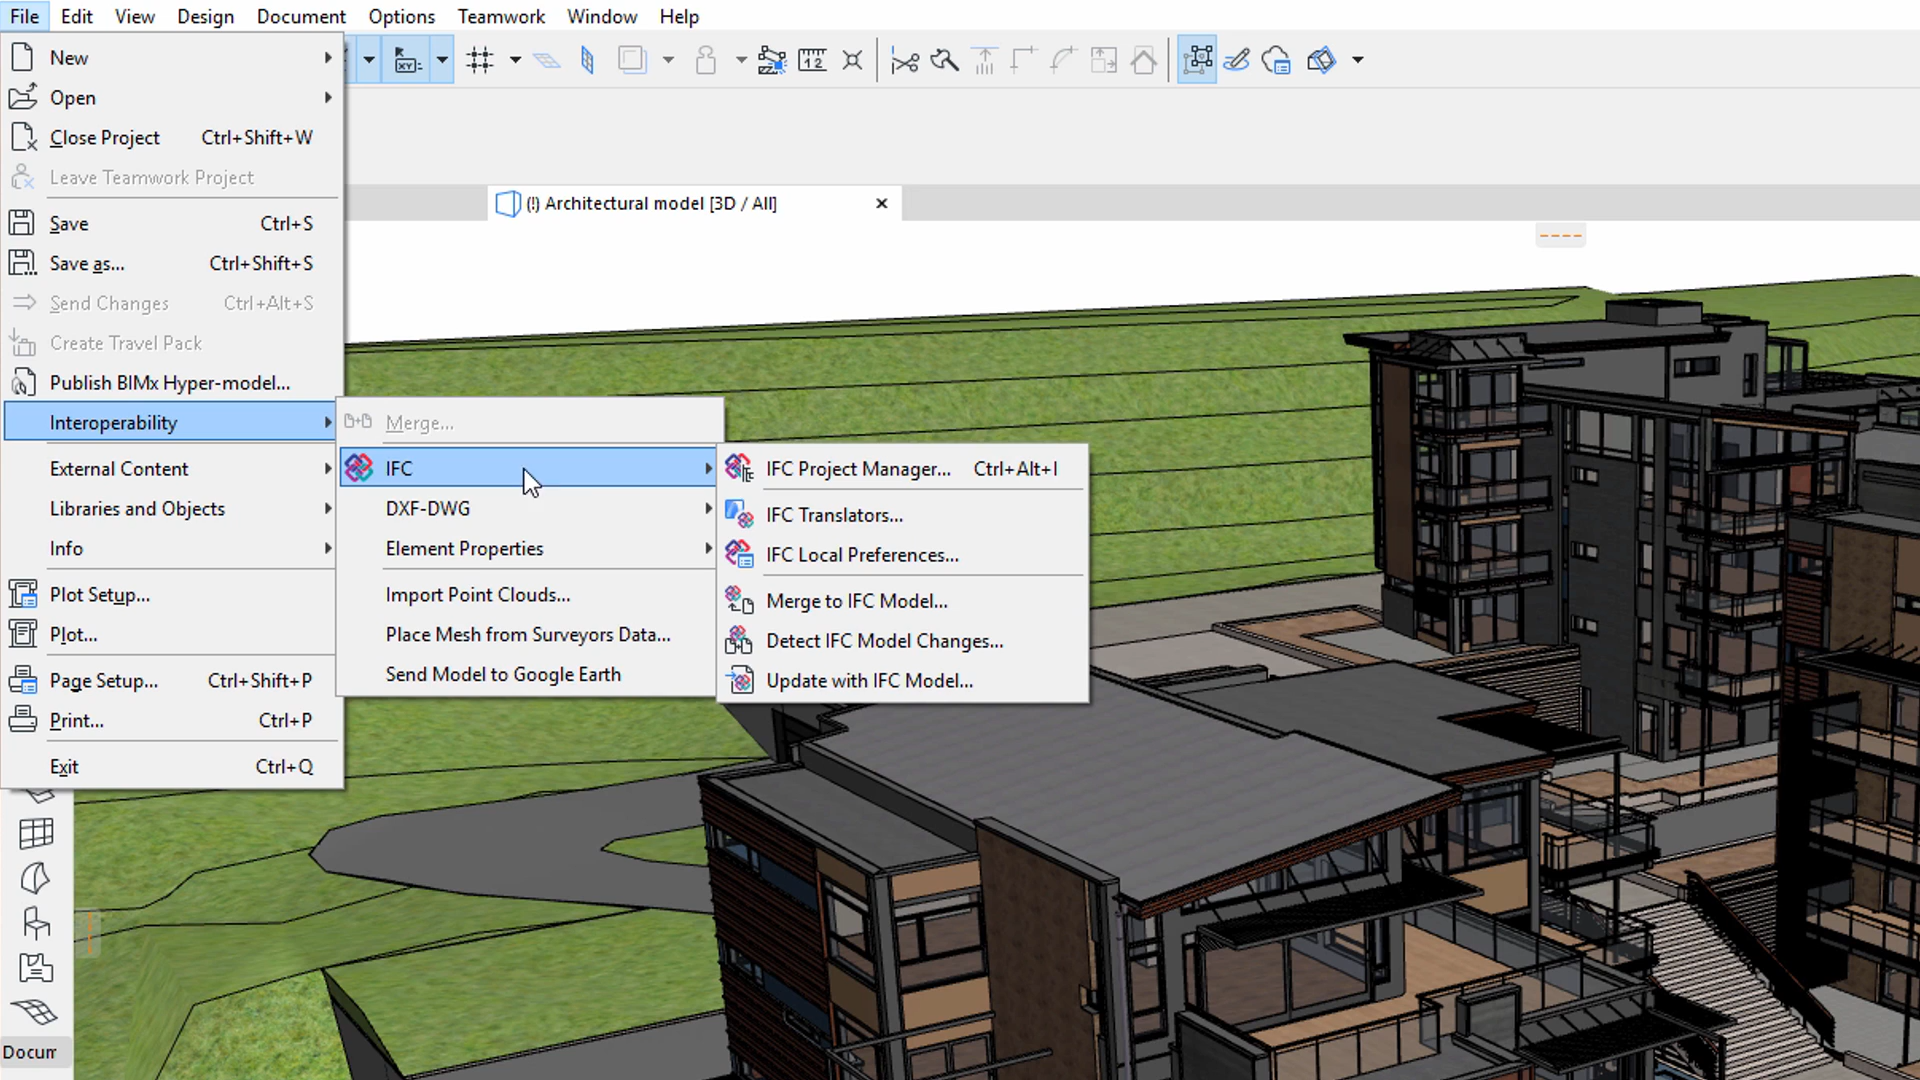 File Edit View Design Document Options Teamwork Window Help
New
Open
Close Project Ctrl+Shift+W
Leave Teamwork Project
Save Ctrl+S
Save as... Ctrl+Shift+S
Send Changes Ctrl+Alt+S
Create Travel Pack
Publish BIMx Hyper-model...
Interoperability
External Content
Libraries and Objects
Info
Plot Setup...
Plot...
Page Setup... Ctrl+Shift+P
Print... Ctrl+P
Exit Ctrl+Q
XY:
1 2
(!) Architectural model [3D / All]
Merge...
IFC
DXF-DWG
Element Properties
Import Point Clouds...
Place Mesh from Surveyors Data...
Send Model to Google Earth
IFC Project Manager... Ctrl+Alt+I
IFC Translators...
IFC Local Preferences...
Merge to IFC Model...
Detect IFC Model Changes...
Update with IFC Model...
Docum